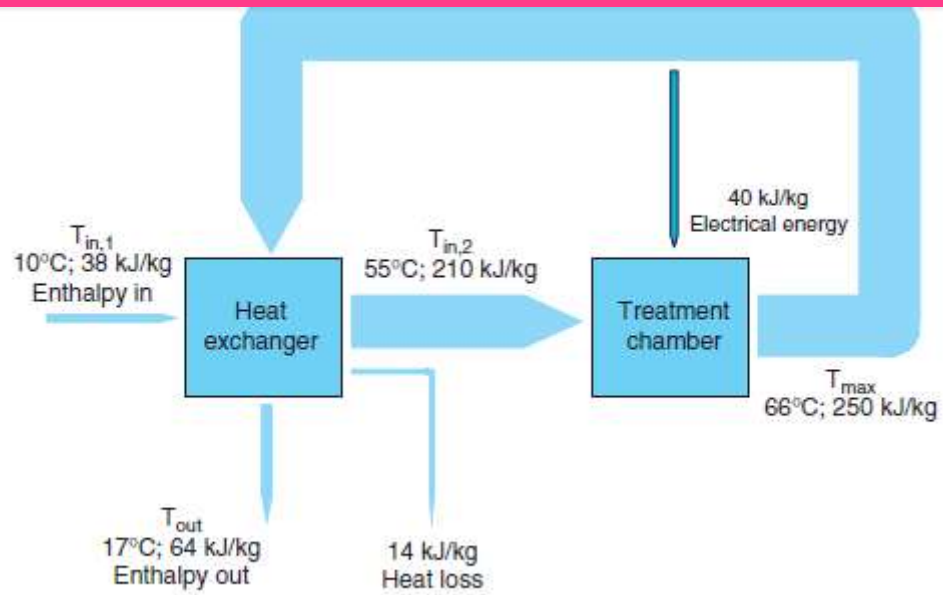 40 kJ/kg
Electrical energy
T_in,1
10°C; 38 kJ/kg
Enthalpy in
T_in,2
55°C; 210 kJ/kg
Heat
exchanger
Treatment
chamber
T_max
66°C; 250 kJ/kg
T_out
17°C; 64 kJ/kg
Enthalpy out
14 kJ/kg
Heat loss